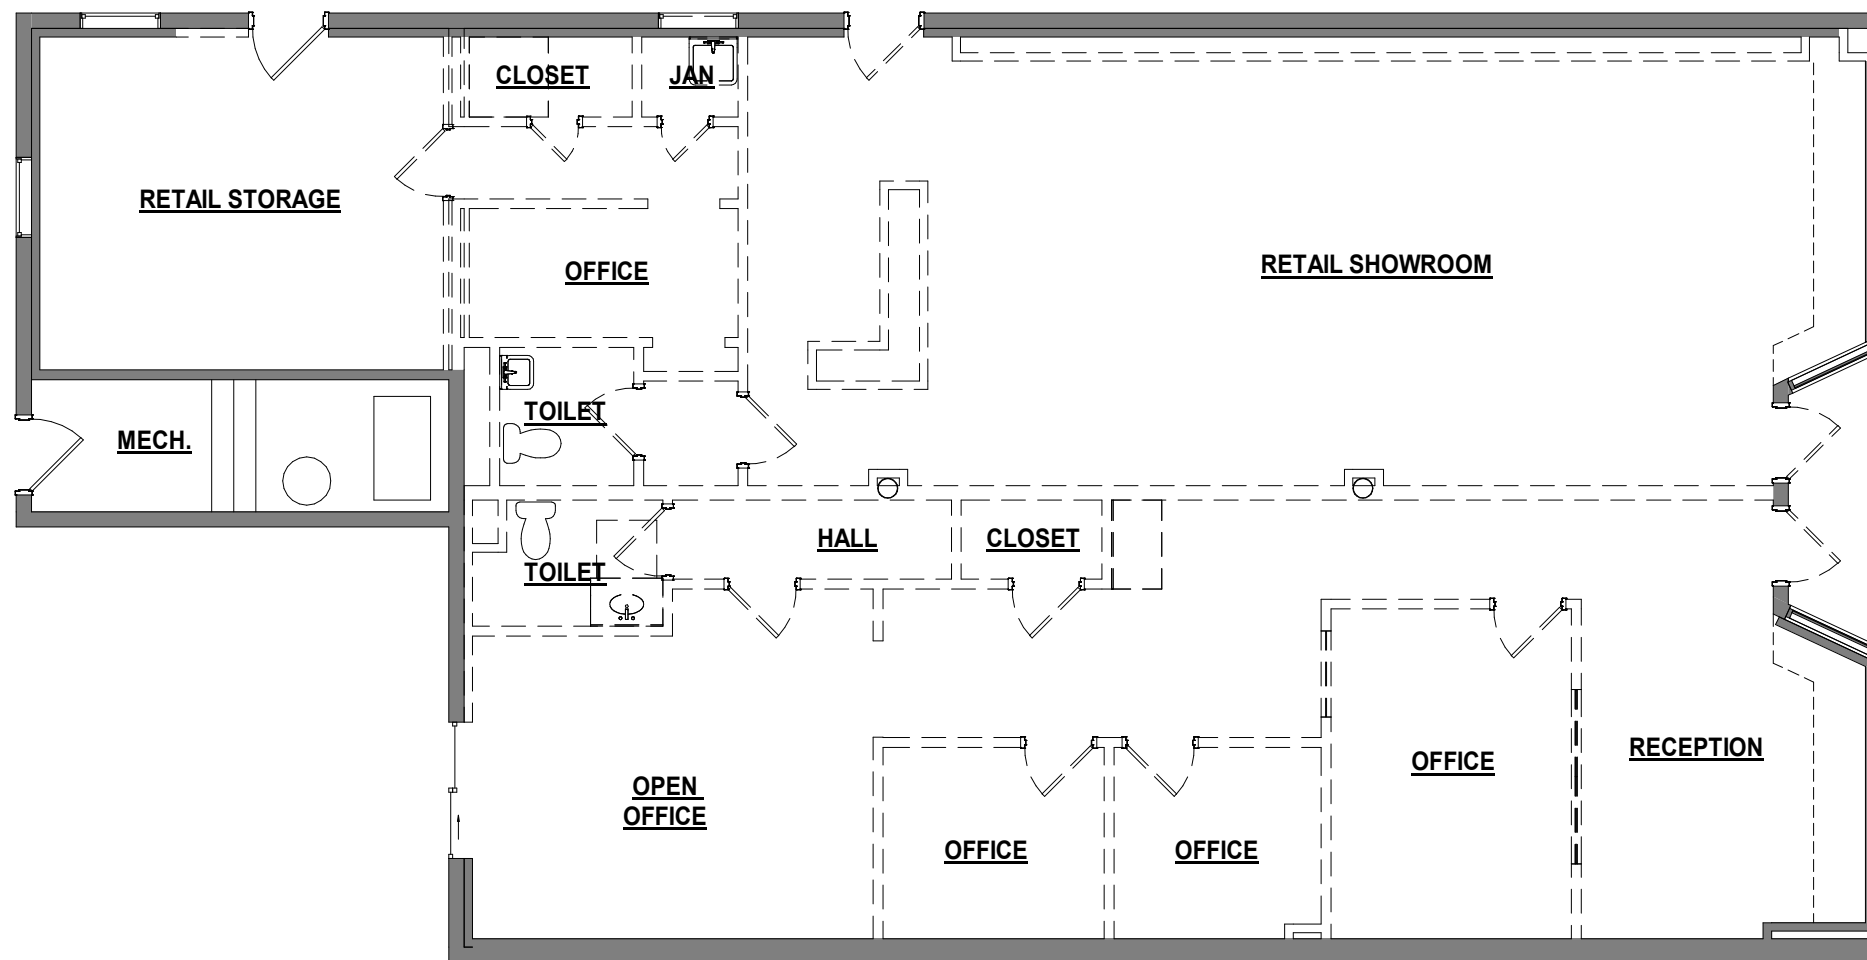 CLOSET
JAN
RETAIL STORAGE
OFFICE
RETAIL SHOWROOM
TOILET
MECH.
HALL
CLOSET
TOILET
OPEN
OFFICE
OFFICE
OFFICE
OFFICE
RECEPTION